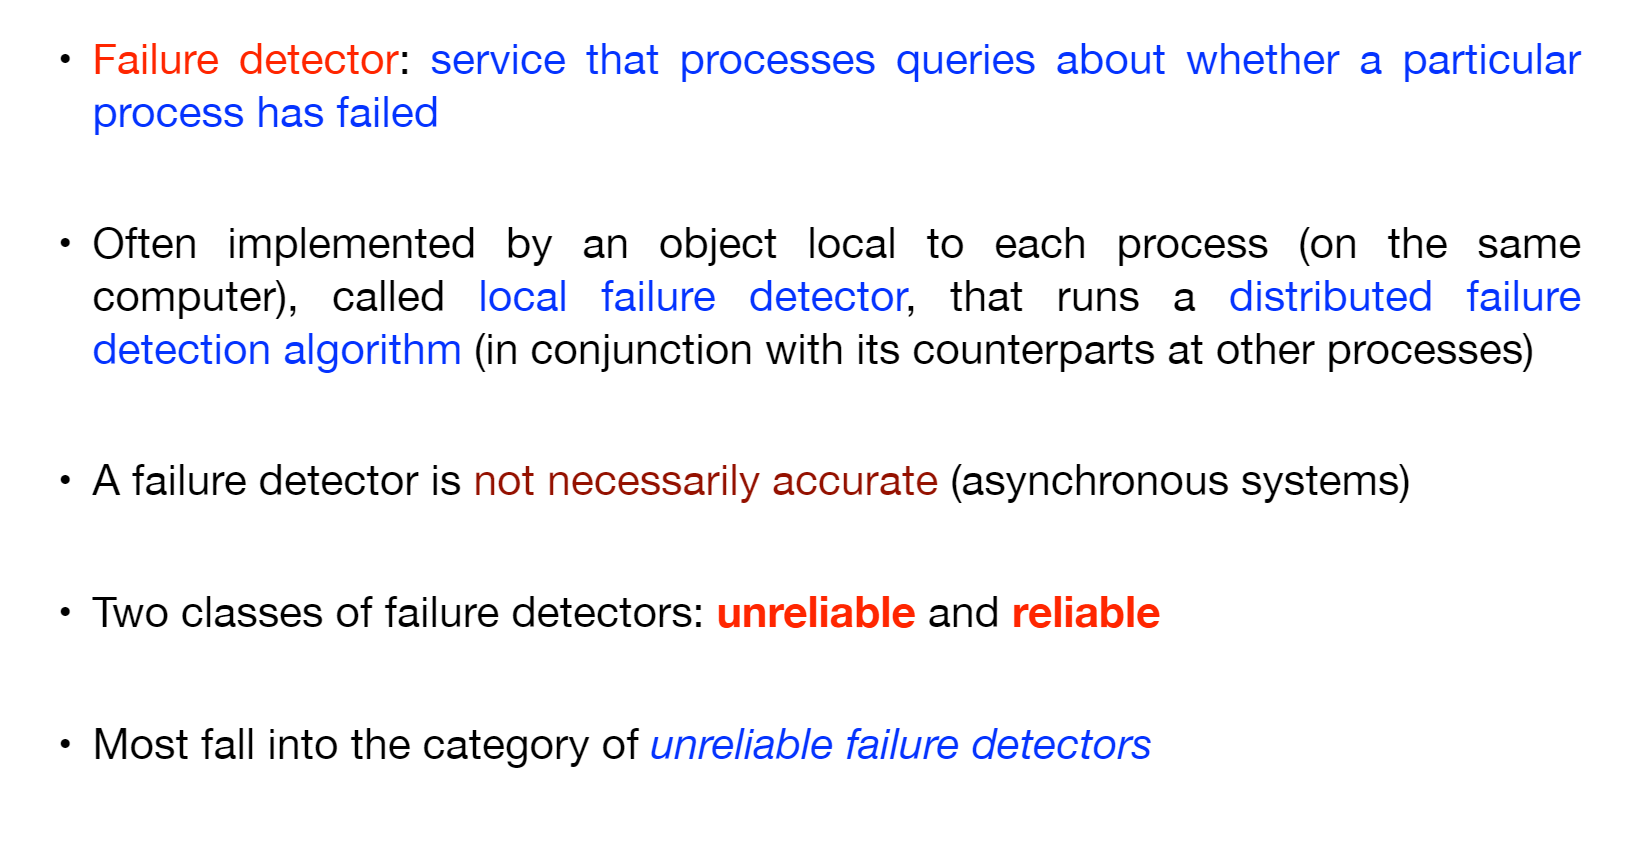 • Failure detector: service that processes queries about whether a particular
process has failed
• Often implemented by an object local to each process (on the same
computer), called local failure detector, that runs a distributed failure
detection algorithm (in conjunction with its counterparts at other processes)
• A failure detector is not necessarily accurate (asynchronous systems)
• Two classes of failure detectors: unreliable and reliable
• Most fall into the category of unreliable failure detectors